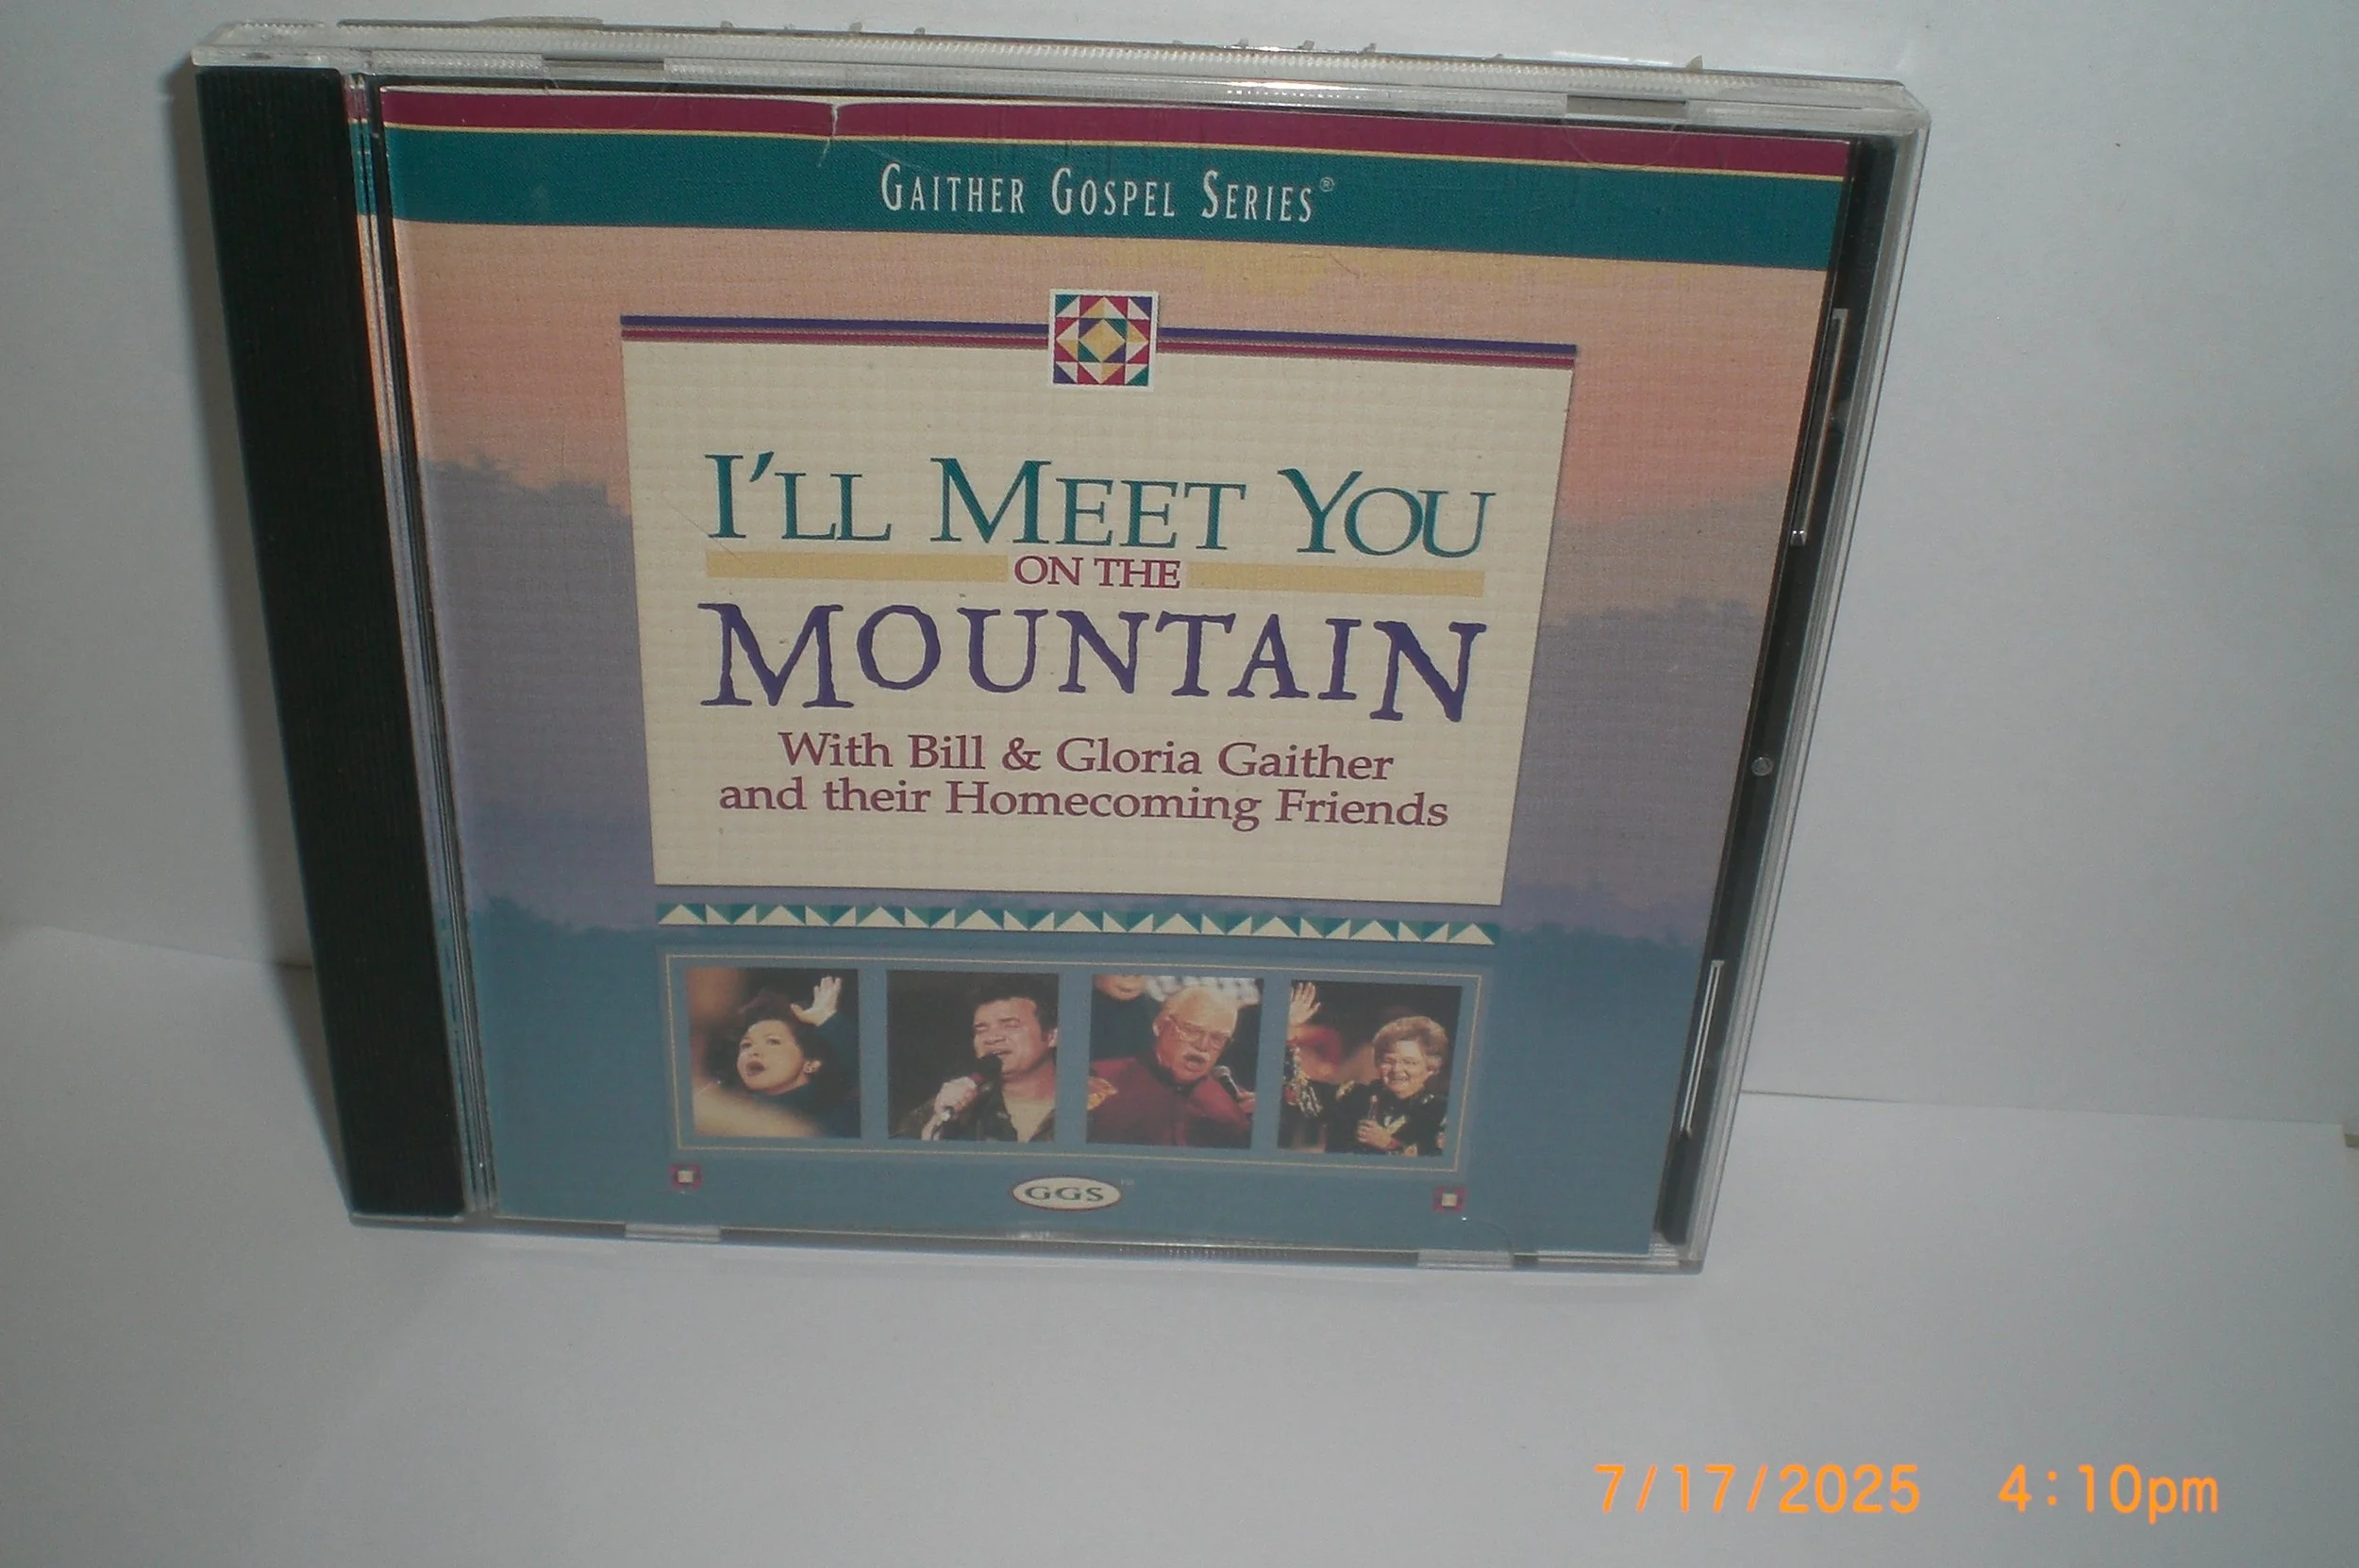 GAITHER GOSPEL SERIES®
I'LL MEET YOU
ON THE
MOUNTAIN
With Bill & Gloria Gaither
and their Homecoming Friends
GGS
7/17/2025 4:10pm